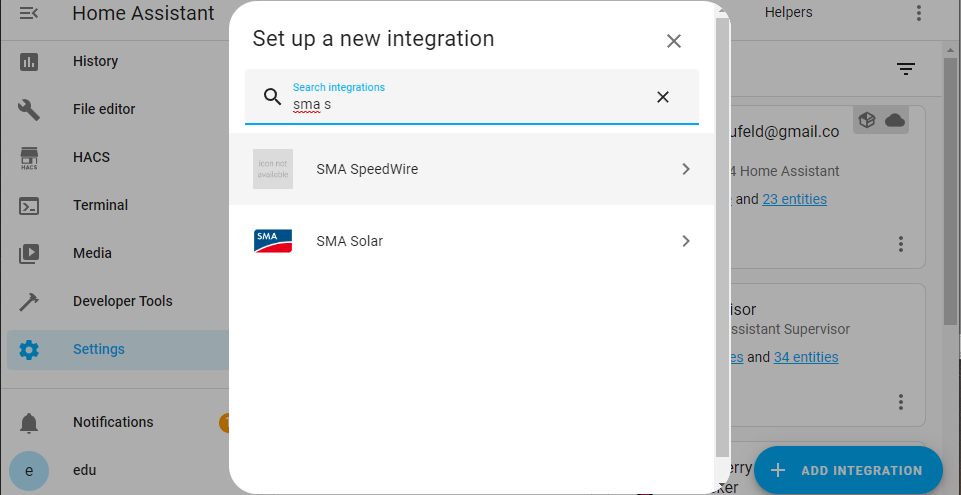 Home Assistant
History
File editor
HACS
HACS
Terminal
Media
Developer Tools
Settings
Notifications
e
edu
Set up a new integration
Search integrations
sma s
icon not
available
SMA SpeedWire
SMA
SMA Solar
Helpers
ufeld@gmail.co
4 Home Assistant
and 23 entities
isor
ssistant Supervisor
es and 34 entities
erry
ker
ADD INTEGRATION